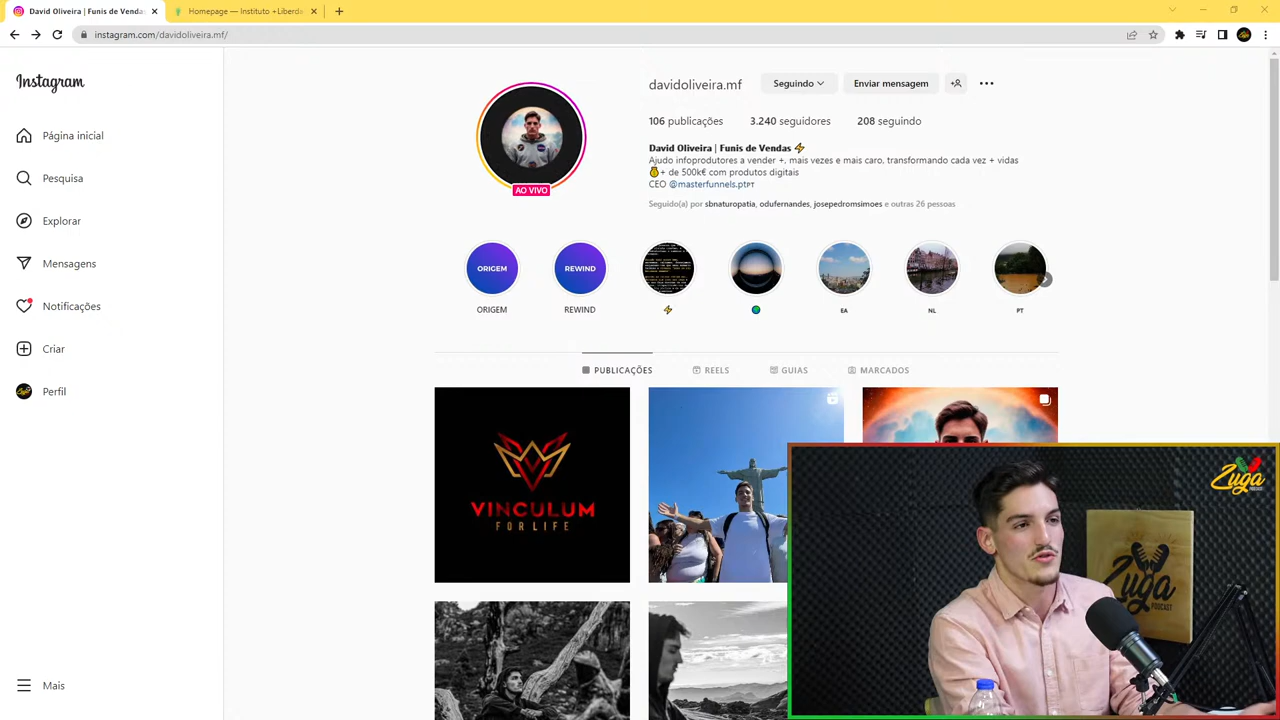 David Oliveira | Funis de Venda
Homepage — Instituto +Liberda
instagram.com/davidoliveira.mf/
Instagram
Página inicial
Pesquisa
Explorar
Mensagens
Notificações
Criar
Perfil
Mais
davidoliveira.mf
Seguindo
Enviar mensagem
106 publicações
3.240 seguidores
208 seguindo
David Oliveira | Funis de Vendas
Ajudo infoprodutores a vender +, mais vezes e mais caro, transformando cada vez + vidas
+ de 500k€ com produtos digitais
CEO @masterfunnels.ptPT
Seguido(a) por sbnaturopatia, odufernandes, josepedromsimoes e outras 26 pessoas
AO VIVO
ORIGEM
REWIND
ORIGEM
REWIND
EA
NL
PT
PUBLICAÇÕES
REELS
GUIAS
MARCADOS
VINCULUM
FOR LIFE
Zuga
PODCAST
Zuga
PODCAST